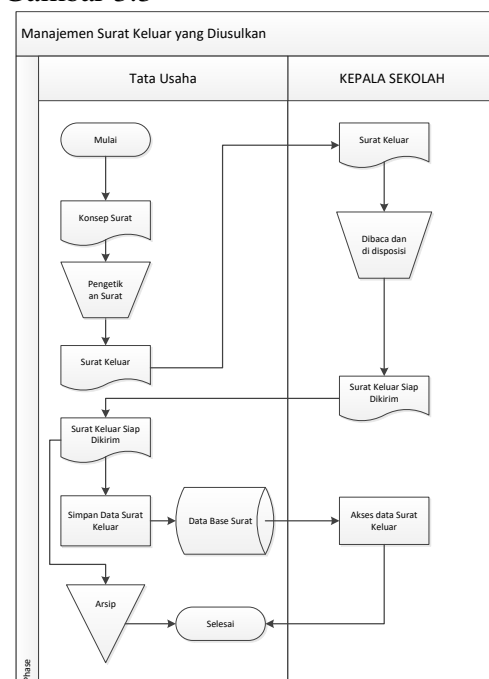 Manajemen Surat Keluar yang Diusulkan
Tata Usaha
KEPALA SEKOLAH
Mulai
Surat Keluar
Konsep Surat
Dibaca dan
di disposisi
Pengetik
an Surat
Surat Keluar
Surat Keluar Siap
Dikirim
Surat Keluar Siap
Dikirim
Simpan Data Surat
Keluar
Data Base Surat
Akses data Surat
Keluar
Arsip
Selesai
Phase